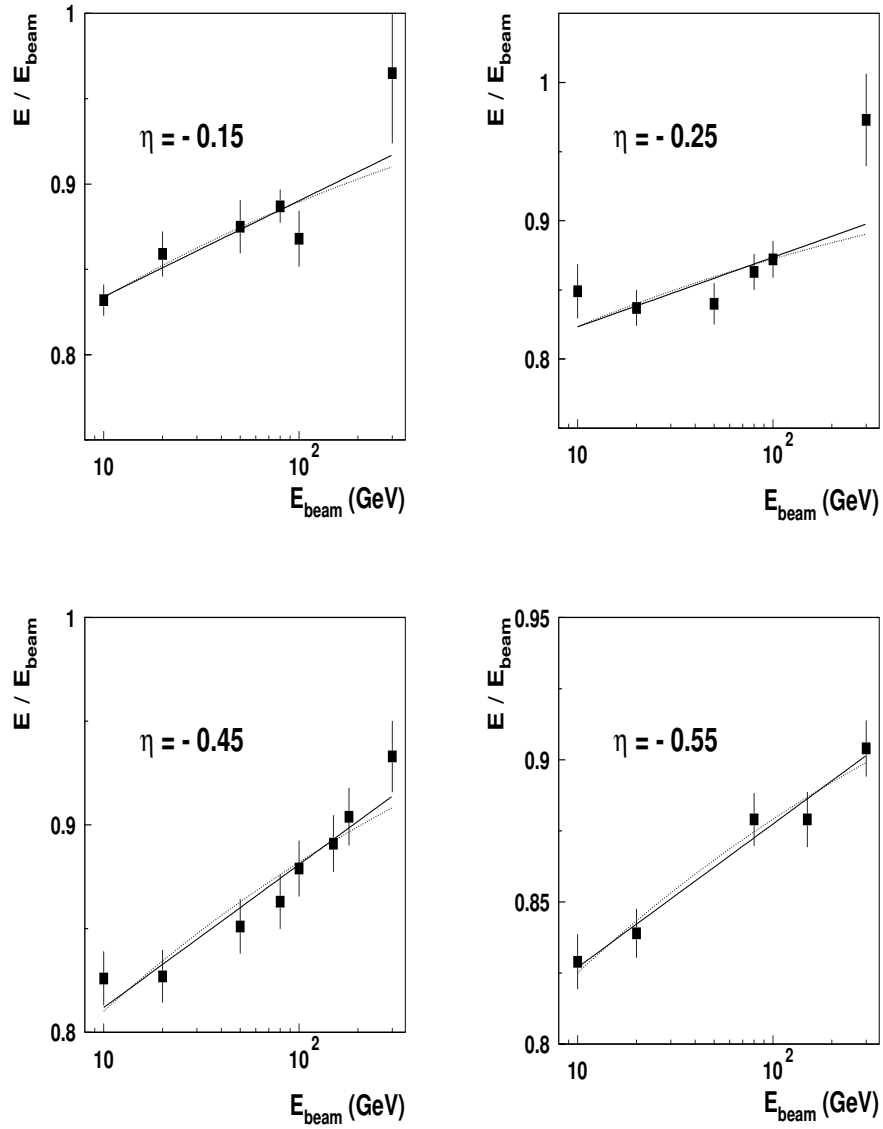 E / E_beam
1
0.9
0.8
η = - 0.15
10
10^2
E_beam (GeV)
E / E_beam
1
0.9
0.8
η = - 0.25
10
10^2
E_beam (GeV)
E / E_beam
1
0.9
0.8
η = - 0.45
10
10^2
E_beam (GeV)
E / E_beam
0.95
0.9
0.85
0.8
η = - 0.55
10
10^2
E_beam (GeV)